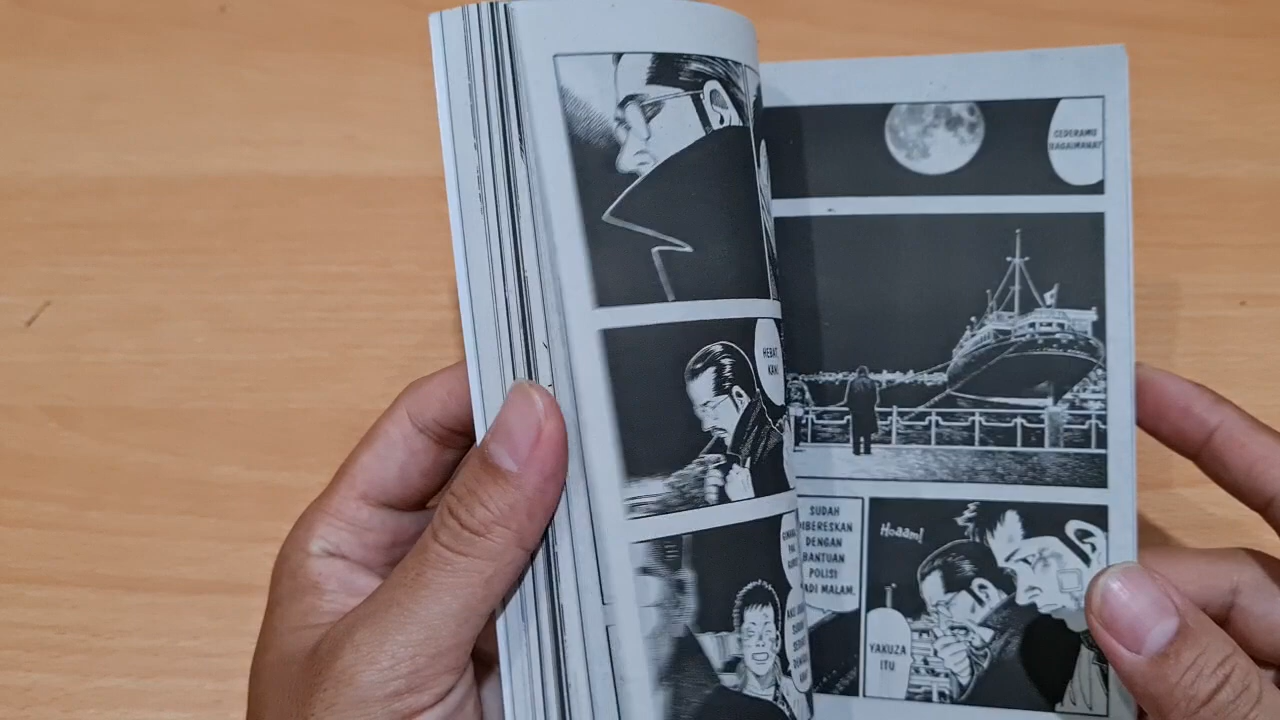 CEDERAMU
BAGAIMANA?
SUDAH
DIBERESKAN
DENGAN
BANTUAN
POLISI
TADI MALAM.
Hoaam!
YAKUZA
ITU
HEBAT
KAN